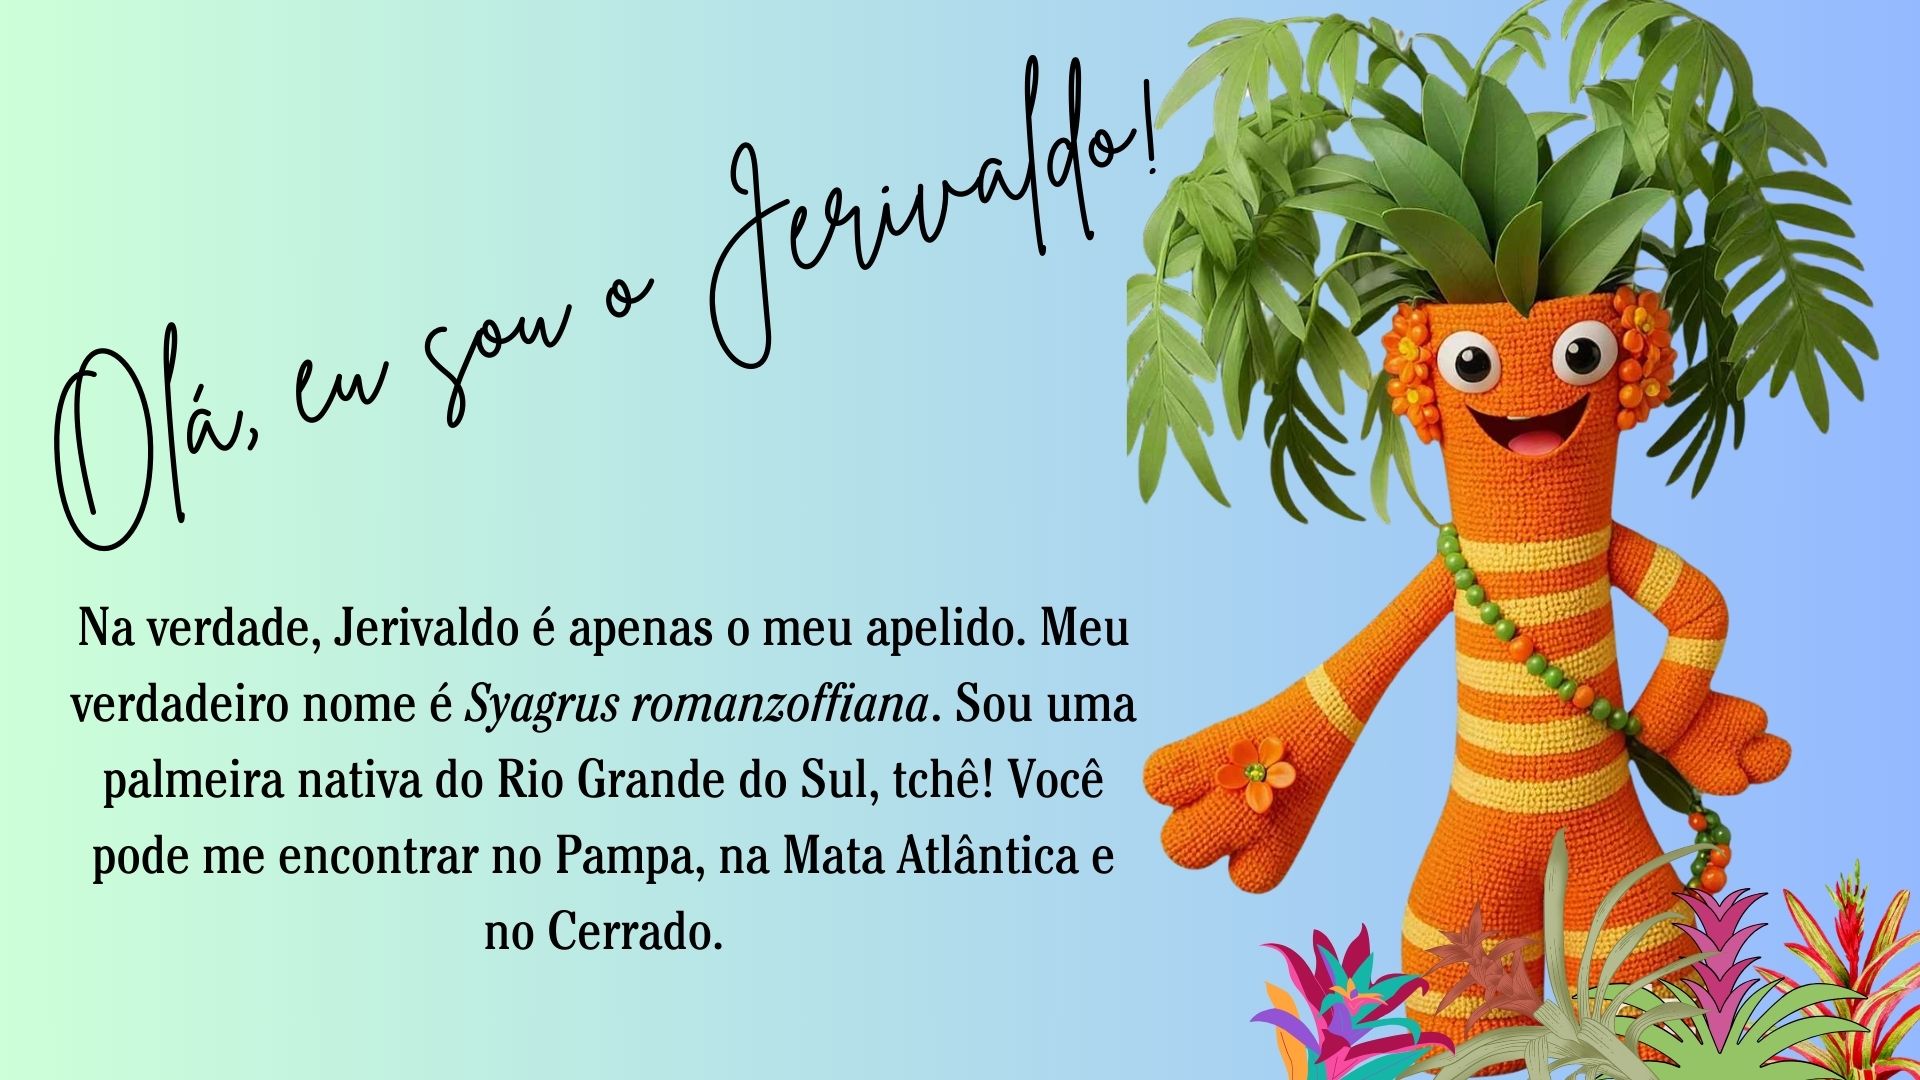 Olá, eu sou o Jerivaldo!
Na verdade, Jerivaldo é apenas o meu apelido. Meu
verdadeiro nome é Syagrus romanzoffiana. Sou uma
palmeira nativa do Rio Grande do Sul, tchê! Você
pode me encontrar no Pampa, na Mata Atlântica e
no Cerrado.